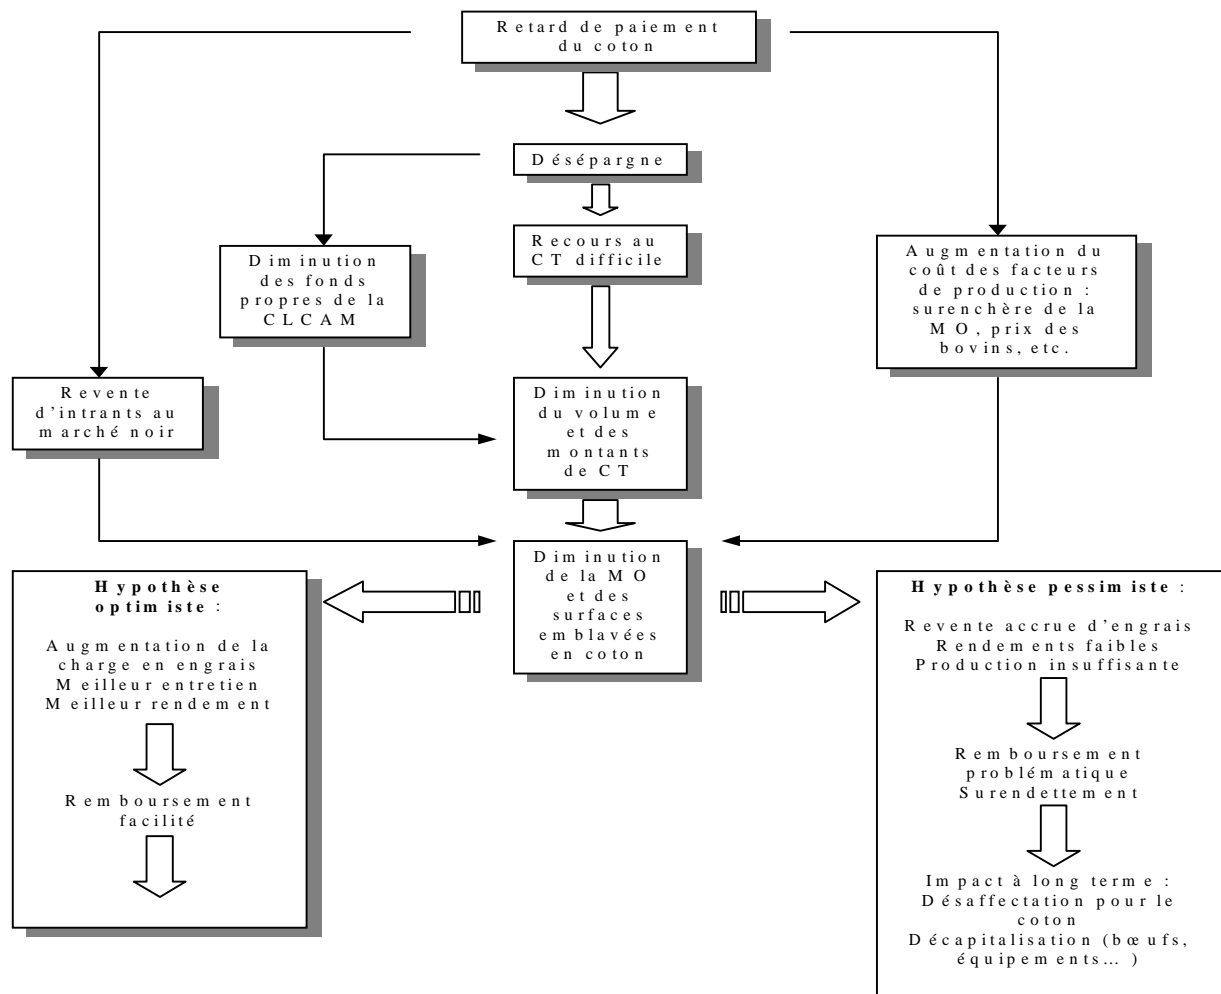 Retard de paiement
du coton
Désépargne
Recours au
CT difficile
Diminution
des fonds
propres de la
CLCAM
Augmentation du
coût des facteurs
de production :
surenchère de la
MO, prix des
bovins, etc.
Revente
d'intrants au
marché noir
Diminution
du volume
et des
montants
de CT
Diminution
de la MO
et des
surfaces
emblavées
en coton
Hypothèse
optimiste :
Augmentation de la
charge en engrais
Meilleur entretien
Meilleur rendement
Remboursement
facilité
Hypothèse pessimiste :
Revente accrue d'engrais
Rendements faibles
Production insuffisante
Remboursement
problématique
Surendettement
Impact à long terme :
Désaffectation pour le
coton
Décapitalisation (bœufs,
équipements… )